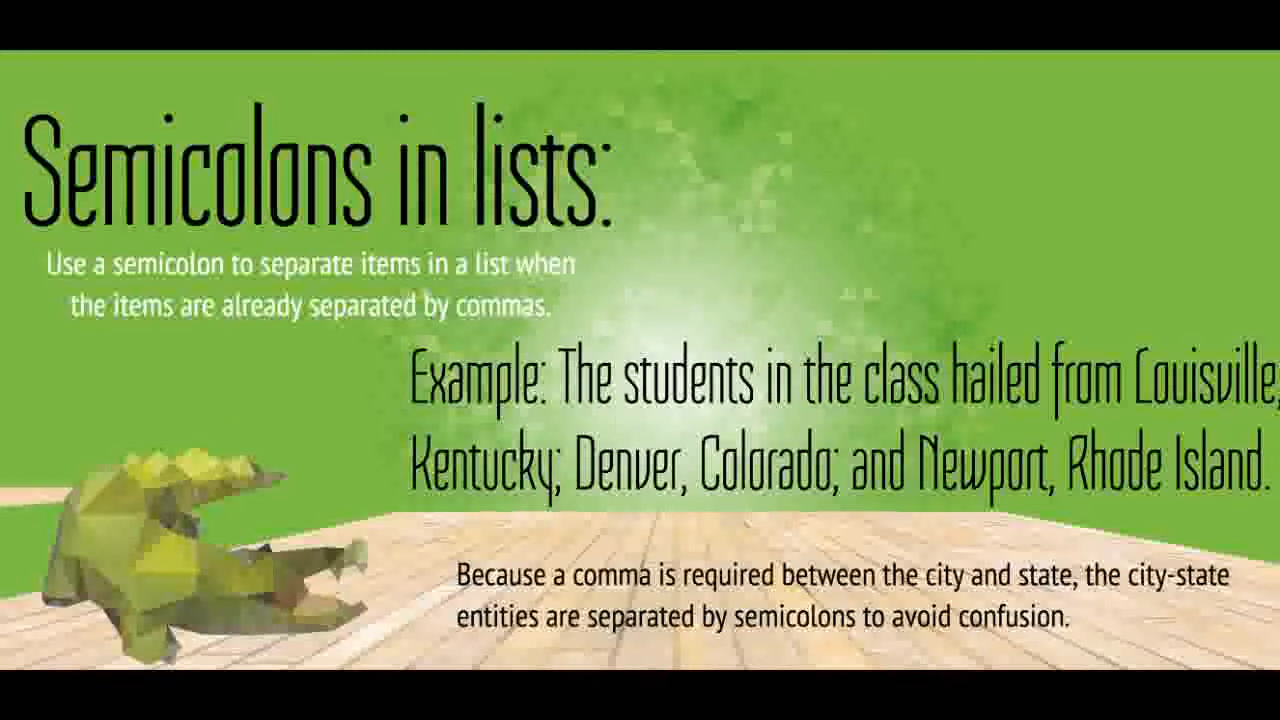 Semicolons in lists:
Use a semicolon to separate items in a list when
the items are already separated by commas.
Example: The students in the class hailed from Louisville,
Kentucky; Denver, Colorado; and Newport, Rhode Island.
Because a comma is required between the city and state, the city-state
entities are separated by semicolons to avoid confusion.